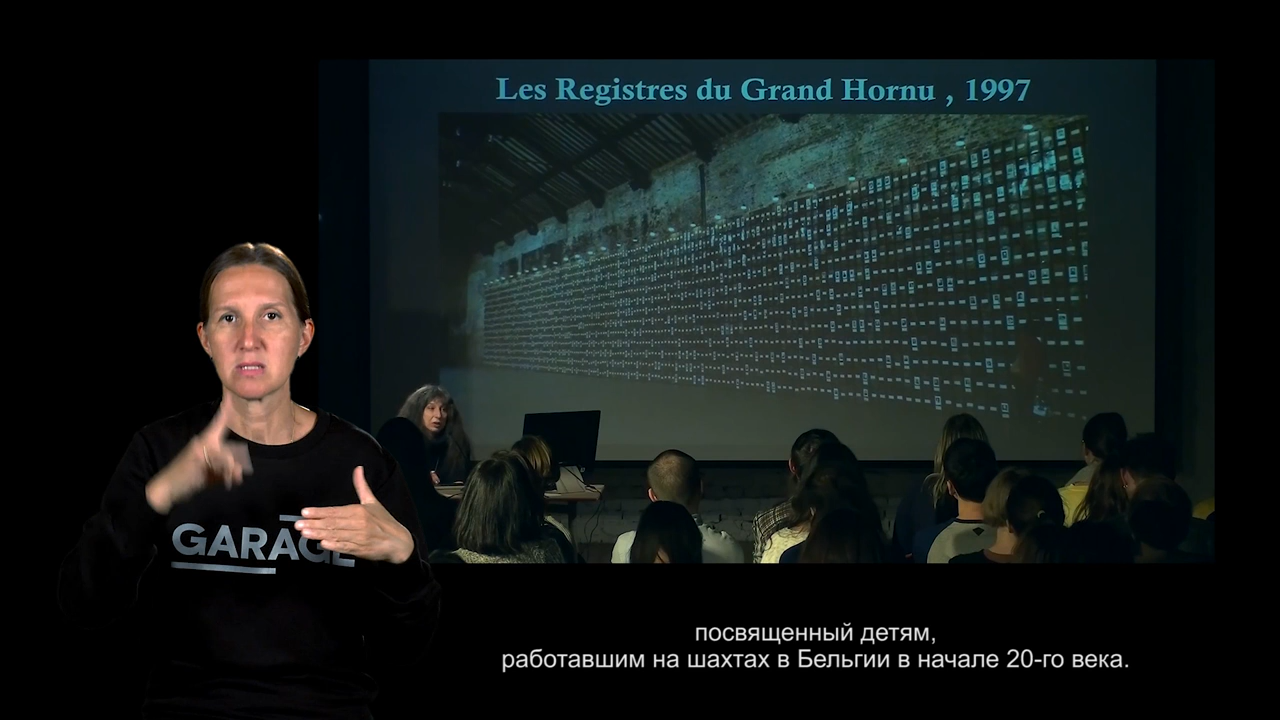 Les Registres du Grand Hornu , 1997
GARAGE
посвященный детям,
работавшим на шахтах в Бельгии в начале 20-го века.